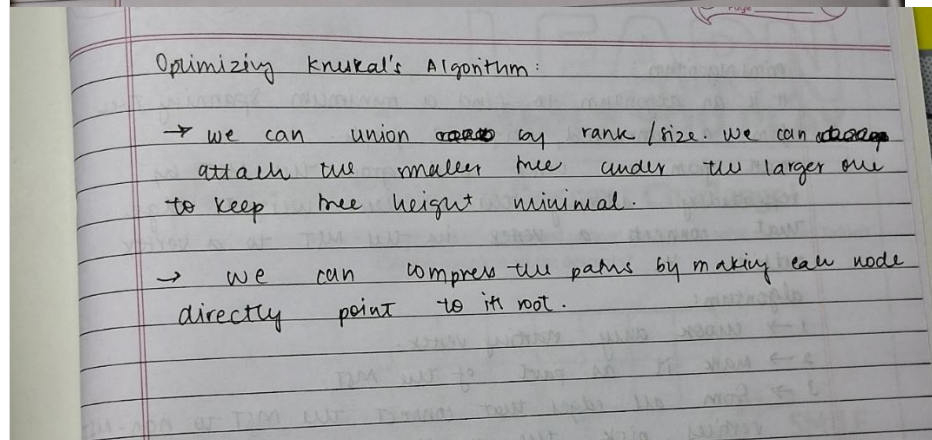 Page
Optimizing Kruskal's Algorithm:
→ we can union by rank /size. We can
attach the smaller tree under the larger one
to keep tree height minimal.
→ we can compress the paths by making each node
directly point to its root.